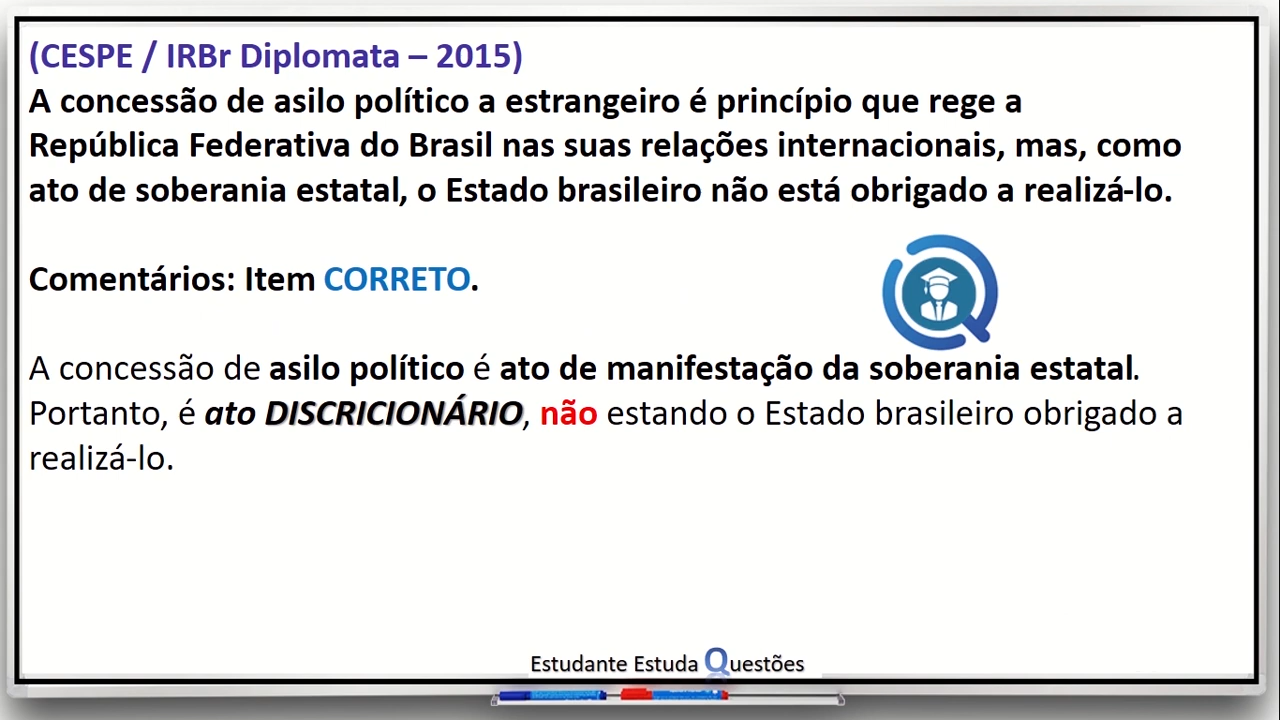 (CESPE / IRBr Diplomata – 2015)
A concessão de asilo político a estrangeiro é princípio que rege a
República Federativa do Brasil nas suas relações internacionais, mas, como
ato de soberania estatal, o Estado brasileiro não está obrigado a realizá-lo.
Comentários: Item CORRETO.
A concessão de asilo político é ato de manifestação da soberania estatal.
Portanto, é ato DISCRICIONÁRIO, não estando o Estado brasileiro obrigado a
realizá-lo.
Estudante Estuda Questões